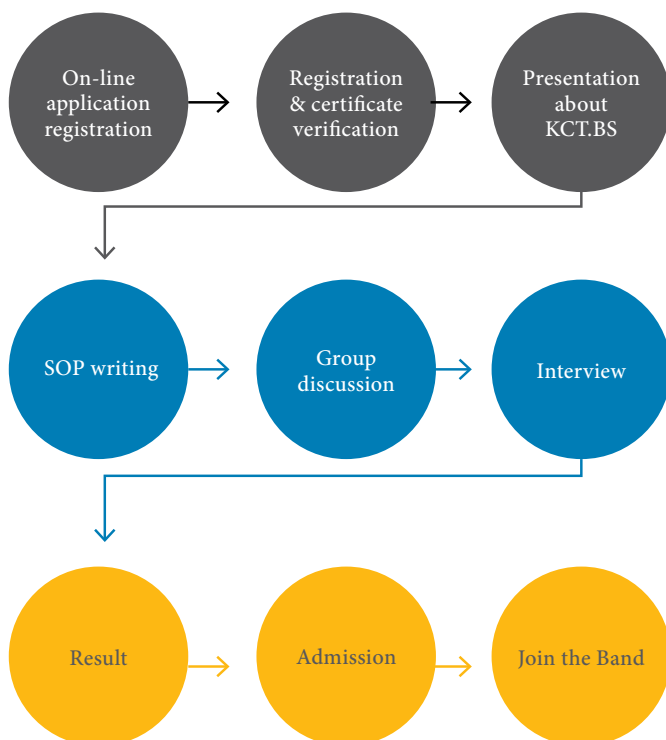 On-line
application
registration
Registration
& certificate
verification
Presentation
about
KCT.BS
SOP writing
Group
discussion
Interview
Result
Admission
Join the Band